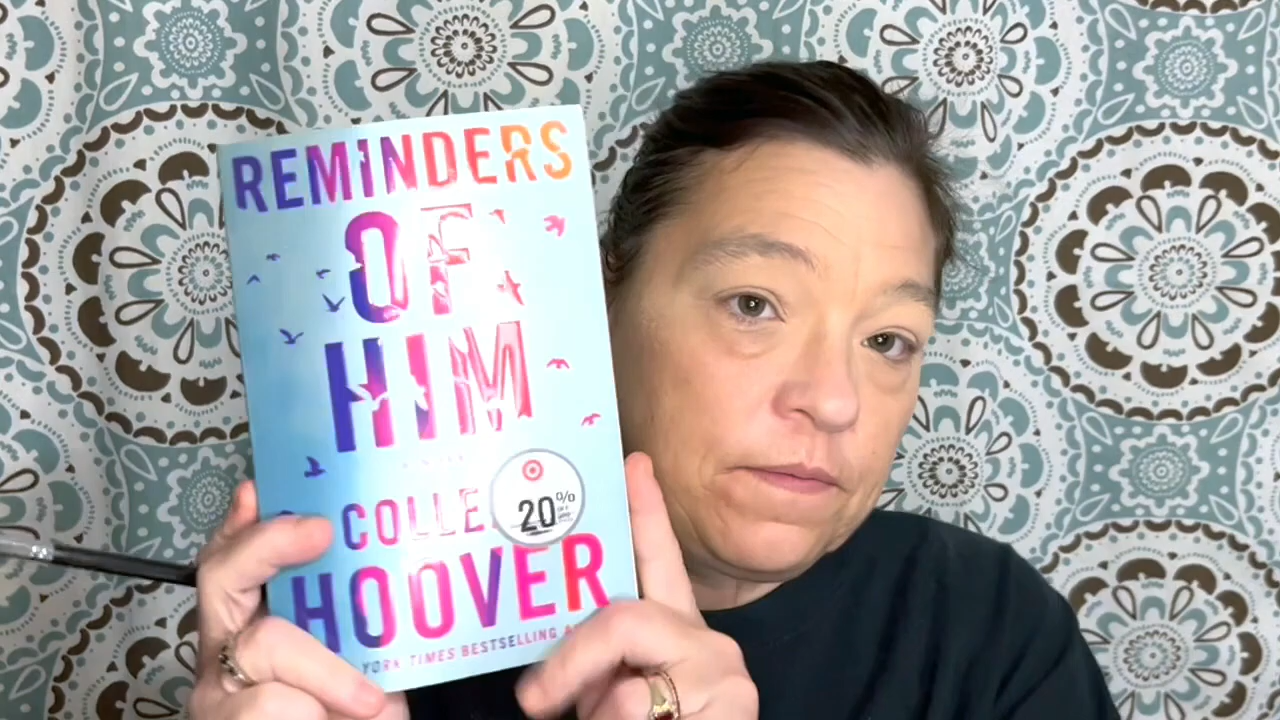 REMINDERS
OF
HIM
COLLE
20%
HOOVER
YORK TIMES BESTSELLING